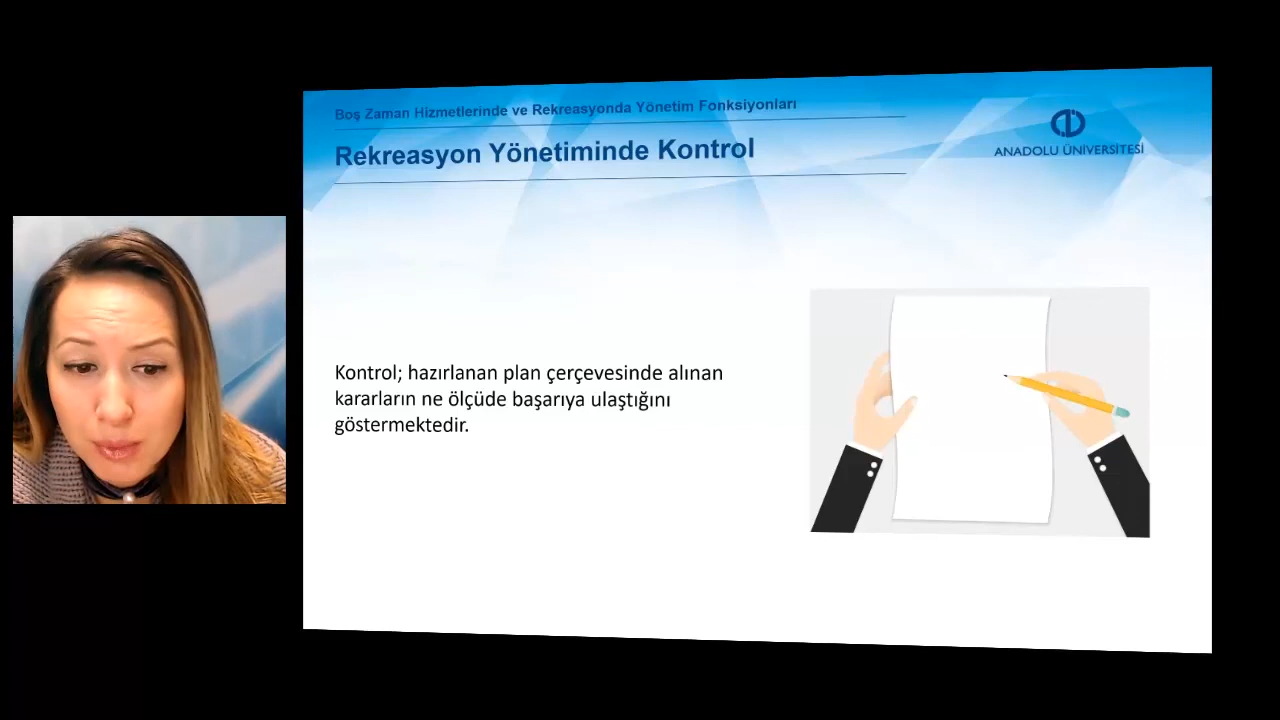 Boş Zaman Hizmetlerinde ve Rekreasyonda Yönetim Fonksiyonları
Rekreasyon Yönetiminde Kontrol
ANADOLU ÜNİVERSİTESİ
Kontrol; hazırlanan plan çerçevesinde alınan
kararların ne ölçüde başarıya ulaştığını
göstermektedir.